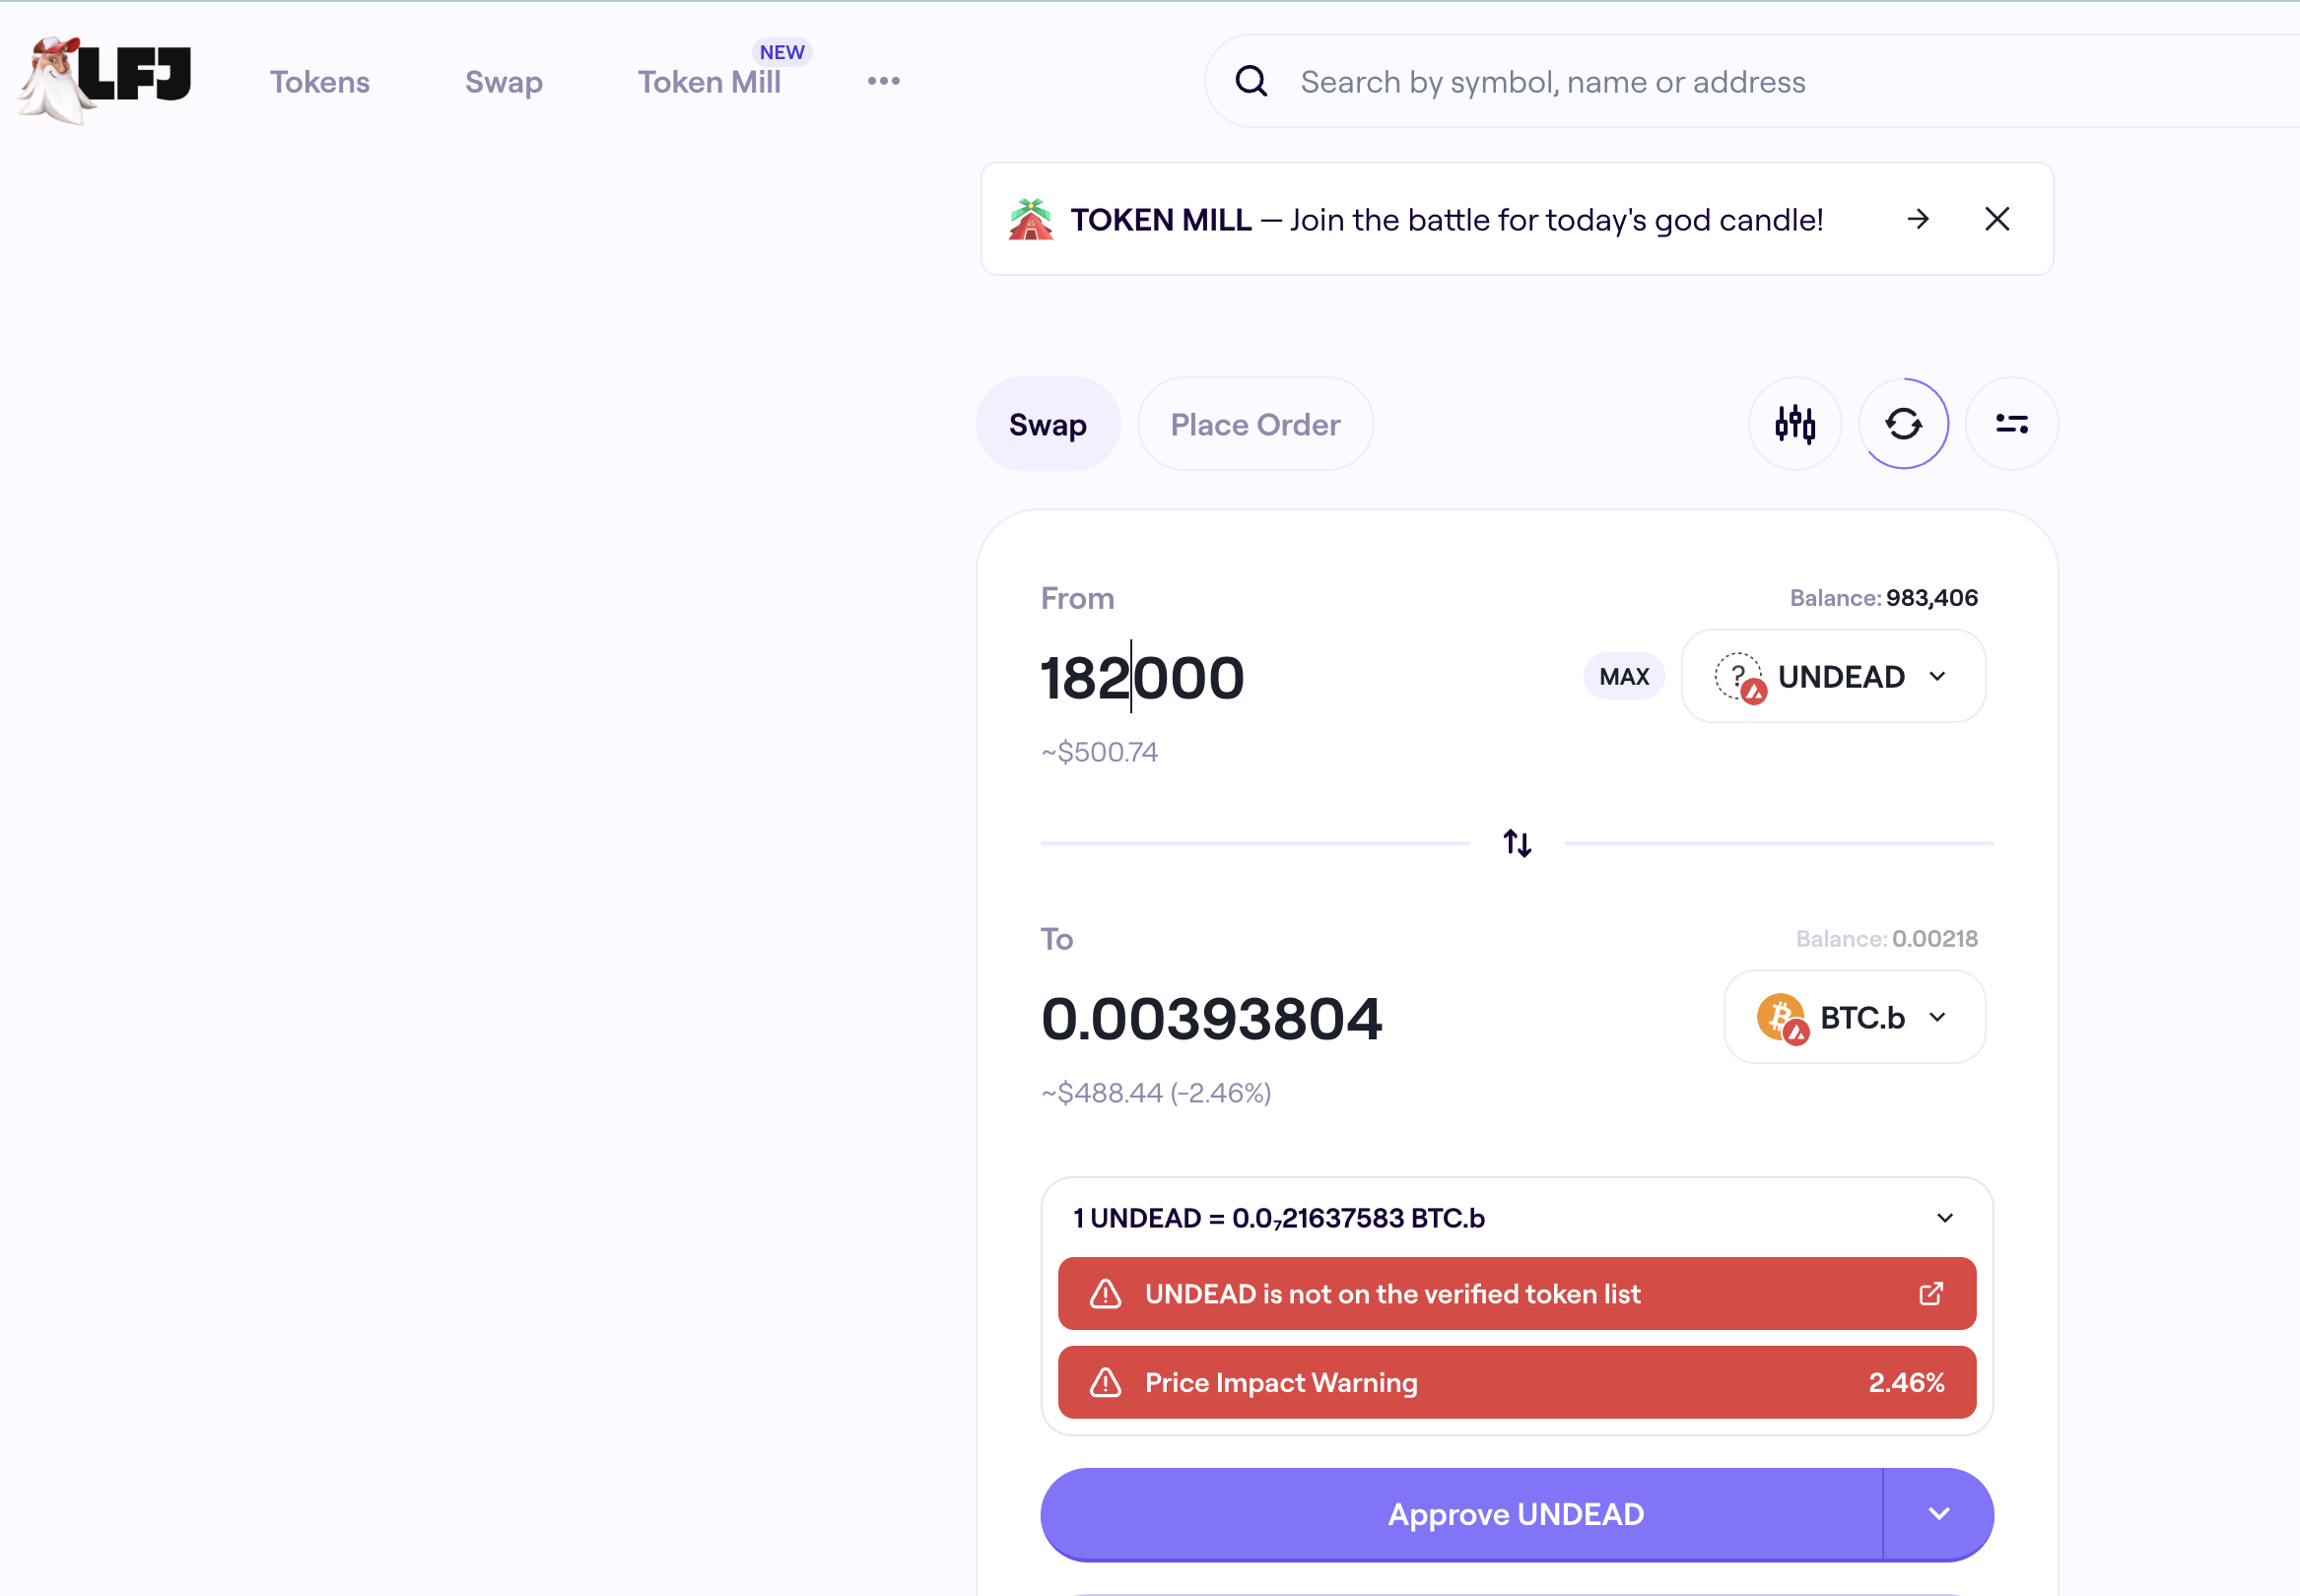 LFJ
Tokens
Swap
Token Mill
NEW
Search by symbol, name or address
TOKEN MILL — Join the battle for today's god candle!
Swap
Place Order
From
Balance: 983,406
182000
MAX
? UNDEAD
~$500.74
To
Balance: 0.00218
0.00393804
BTC.b
~$488.44 (-2.46%)
1 UNDEAD = 0.0₇21637583 BTC.b
UNDEAD is not on the verified token list
Price Impact Warning 2.46%
Approve UNDEAD